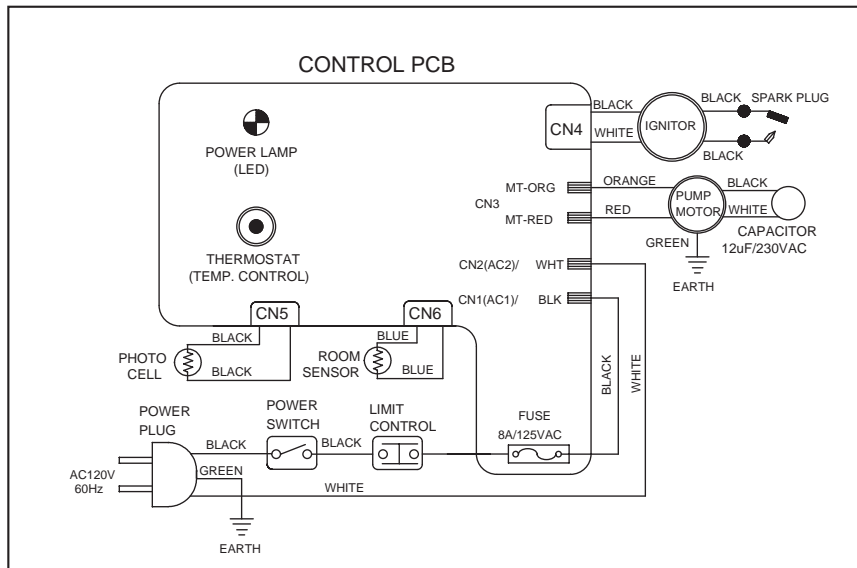 CONTROL PCB
POWER LAMP
(LED)
THERMOSTAT
(TEMP. CONTROL)
CN4
BLACK
WHITE
IGNITOR
BLACK
SPARK PLUG
BLACK
CN3
MT-ORG
ORANGE
MT-RED
RED
PUMP
MOTOR
BLACK
WHITE
CAPACITOR
12uF/230VAC
GREEN
EARTH
CN2(AC2)/ WHT
CN1(AC1)/ BLK
BLACK
WHITE
CN5
BLACK
PHOTO
CELL
BLACK
CN6
BLUE
ROOM
SENSOR
BLUE
POWER
PLUG
AC120V
60Hz
BLACK
POWER
SWITCH
BLACK
LIMIT
CONTROL
FUSE
8A/125VAC
GREEN
WHITE
EARTH